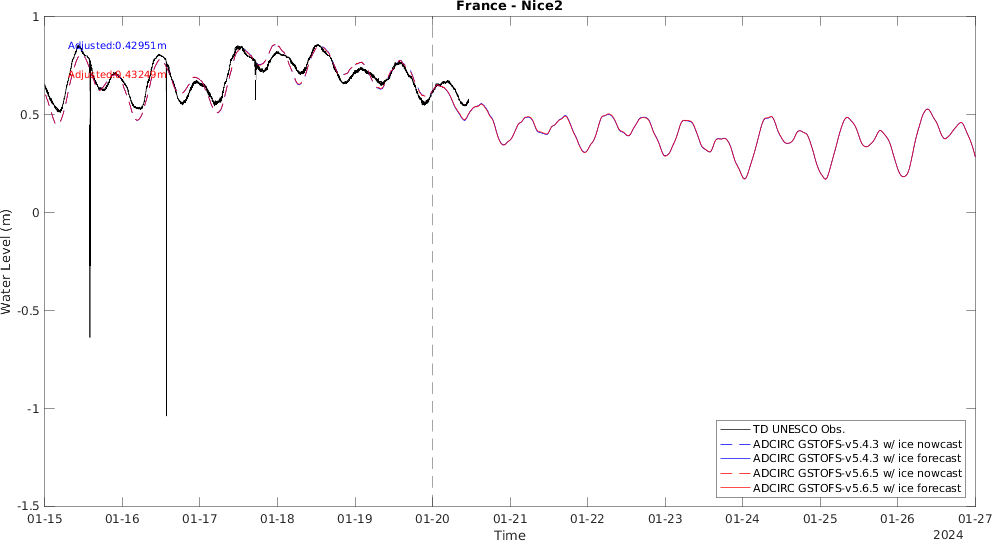 France - Nice2
Adjusted:0.42951m
Adjusted:0.43249m
Water Level (m)
1
0.5
0
-0.5
-1
-1.5
01-15 01-16 01-17 01-18 01-19 01-20 01-21 01-22 01-23 01-24 01-25 01-26 01-27
Time
2024
TD UNESCO Obs.
ADCIRC GSTOFS-v5.4.3 w/ ice nowcast
ADCIRC GSTOFS-v5.4.3 w/ ice forecast
ADCIRC GSTOFS-v5.6.5 w/ ice nowcast
ADCIRC GSTOFS-v5.6.5 w/ ice forecast